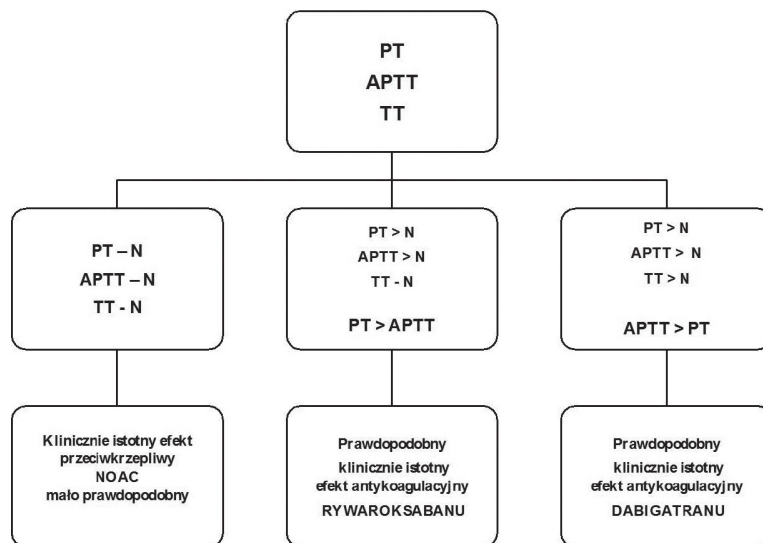 PT
APTT
TT
PT – N
APTT – N
TT - N
PT > N
APTT > N
TT - N
PT > APTT
PT > N
APTT > N
TT > N
APTT > PT
Klinicznie istotny efekt
przeciwkrzepliwy
NOAC
mało prawdopodobny
Prawdopodobny
klinicznie istotny
efekt antykoagulacyjny
RYWAROKSABANU
Prawdopodobny
klinicznie istotny
efekt antykoagulacyjny
DABIGATRANU